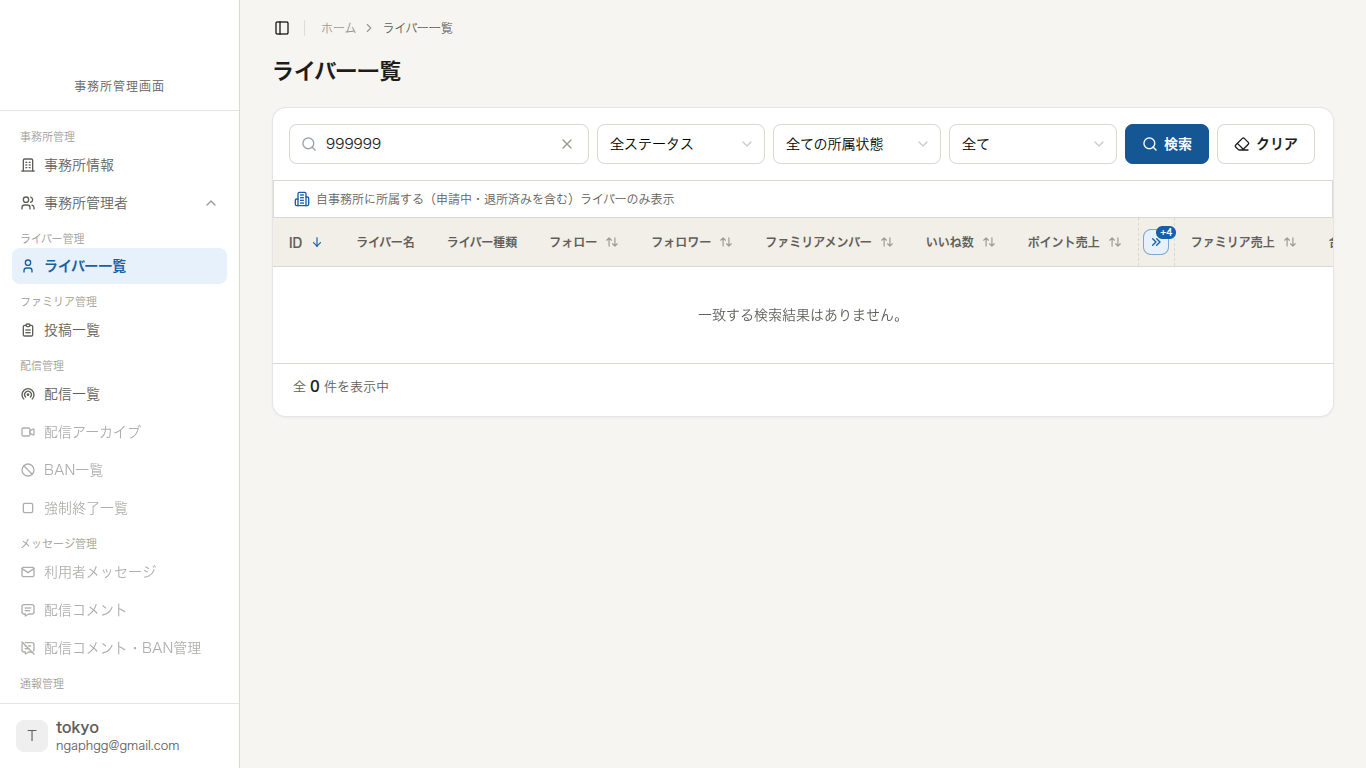 事務所管理画面
事務所管理
事務所情報
事務所管理者
ライバー管理
ライバー一覧
ファミリア管理
投稿一覧
配信管理
配信一覧
配信アーカイブ
BAN一覧
強制終了一覧
メッセージ管理
利用者メッセージ
配信コメント
配信コメント・BAN管理
通報管理
T
tokyo
ngaphgg@gmail.com
ホーム > ライバー一覧
ライバー一覧
999999 全ステータス 全ての所属状態 全て 検索 クリア
自事務所に所属する（申請中・退所済みを含む）ライバーのみ表示
ID ライバー名 ライバー種類 フォロー フォロワー ファミリアメンバー いいね数 ポイント売上 +4 ファミリア売上
一致する検索結果はありません。
全 0 件を表示中